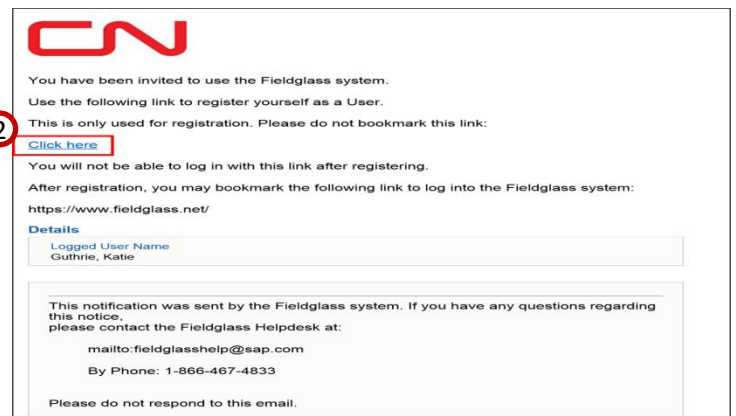 CN
You have been invited to use the Fieldglass system.
Use the following link to register yourself as a User.
This is only used for registration. Please do not bookmark this link:
2
Click here
You will not be able to log in with this link after registering.
After registration, you may bookmark the following link to log into the Fieldglass system:
https://www.fieldglass.net/
Details
Logged User Name
Guthrie, Katie
This notification was sent by the Fieldglass system. If you have any questions regarding
this notice,
please contact the Fieldglass Helpdesk at:
mailto:fieldglasshelp@sap.com
By Phone: 1-866-467-4833
Please do not respond to this email.